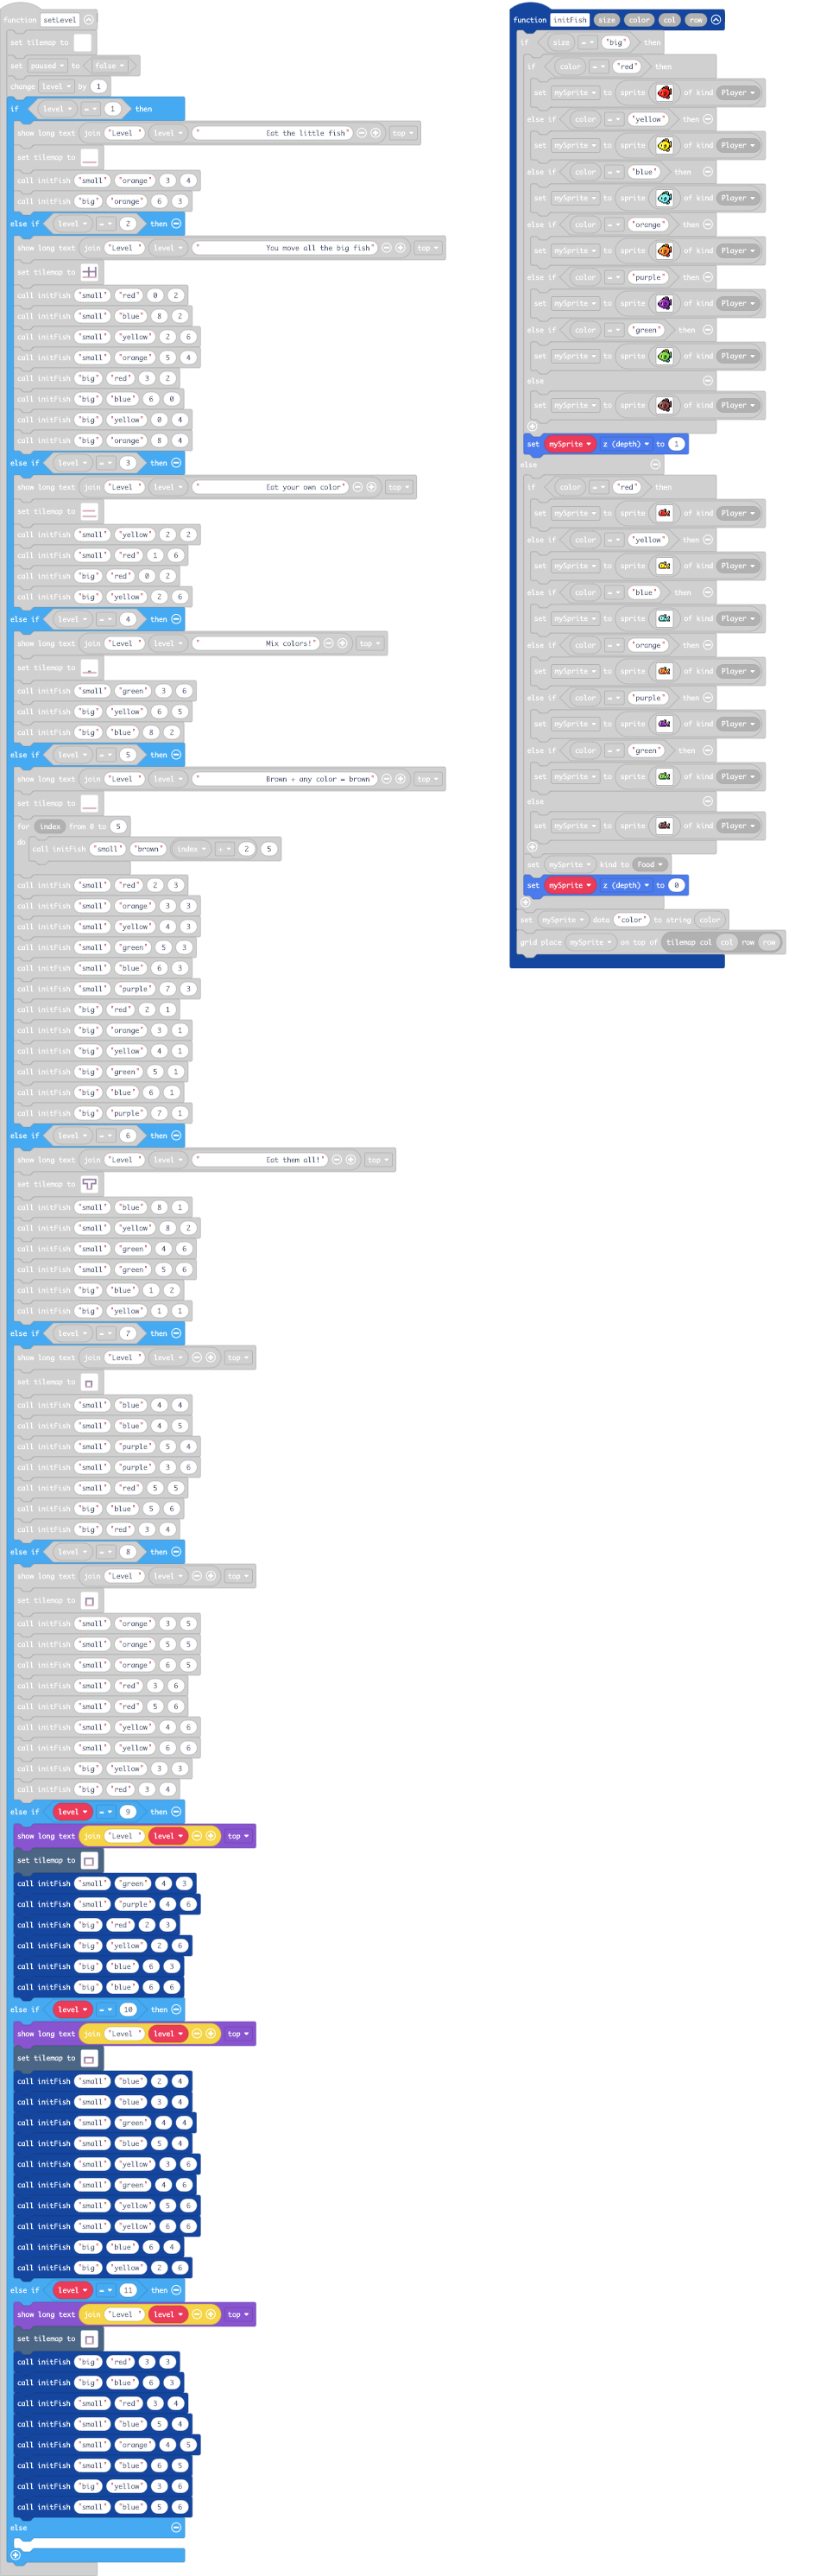 function setLevel
set tilemap to
set paused to false
change level by 1
if level = 1 then
show long text join "Level " level " Eat the little fish" top
set tilemap to
call initFish "small" "orange" 3 4
call initFish "big" "orange" 6 3
else if level = 2 then
show long text join "Level " level " You move all the big fish" top
set tilemap to
call initFish "small" "red" 0 2
call initFish "small" "blue" 8 2
call initFish "small" "yellow" 2 6
call initFish "small" "orange" 5 4
call initFish "big" "red" 3 2
call initFish "big" "blue" 6 0
call initFish "big" "yellow" 0 4
call initFish "big" "orange" 8 4
else if level = 3 then
show long text join "Level " level " Eat your own color" top
set tilemap to
call initFish "small" "yellow" 2 2
call initFish "small" "red" 1 6
call initFish "big" "red" 0 2
call initFish "big" "yellow" 2 6
else if level = 4 then
show long text join "Level " level " Mix colors!" top
set tilemap to
call initFish "small" "green" 3 6
call initFish "big" "yellow" 6 5
call initFish "big" "blue" 8 2
else if level = 5 then
show long text join "Level " level " Brown + any color = brown" top
set tilemap to
for index from 0 to 5
do
call initFish "small" "brown" index + 2 5
call initFish "small" "red" 2 3
call initFish "small" "orange" 3 3
call initFish "small" "yellow" 4 3
call initFish "small" "green" 5 3
call initFish "small" "blue" 6 3
call initFish "small" "purple" 7 3
call initFish "big" "red" 2 1
call initFish "big" "orange" 3 1
call initFish "big" "yellow" 4 1
call initFish "big" "green" 5 1
call initFish "big" "blue" 6 1
call initFish "big" "purple" 7 1
else if level = 6 then
show long text join "Level " level " Eat them all!" top
set tilemap to
call initFish "small" "blue" 8 1
call initFish "small" "yellow" 8 2
call initFish "small" "green" 4 6
call initFish "small" "green" 5 6
call initFish "big" "blue" 1 2
call initFish "big" "yellow" 1 1
else if level = 7 then
show long text join "Level " level top
set tilemap to
call initFish "small" "blue" 4 4
call initFish "small" "blue" 4 5
call initFish "small" "purple" 5 4
call initFish "small" "purple" 3 6
call initFish "small" "red" 5 5
call initFish "big" "blue" 5 6
call initFish "big" "red" 3 4
else if level = 8 then
show long text join "Level " level top
set tilemap to
call initFish "small" "orange" 3 5
call initFish "small" "orange" 5 5
call initFish "small" "orange" 6 5
call initFish "small" "red" 3 6
call initFish "small" "red" 5 6
call initFish "small" "yellow" 4 6
call initFish "small" "yellow" 6 6
call initFish "big" "yellow" 3 3
call initFish "big" "red" 3 4
else if level = 9 then
show long text join "Level " level top
set tilemap to
call initFish "small" "green" 4 3
call initFish "small" "purple" 4 6
call initFish "big" "red" 2 3
call initFish "big" "yellow" 2 6
call initFish "big" "blue" 6 3
call initFish "big" "blue" 6 6
else if level = 10 then
show long text join "Level " level top
set tilemap to
call initFish "small" "blue" 2 4
call initFish "small" "blue" 3 4
call initFish "small" "green" 4 4
call initFish "small" "blue" 5 4
call initFish "small" "yellow" 3 6
call initFish "small" "green" 4 6
call initFish "small" "yellow" 5 6
call initFish "small" "yellow" 6 6
call initFish "big" "blue" 6 4
call initFish "big" "yellow" 2 6
else if level = 11 then
show long text join "Level " level top
set tilemap to
call initFish "big" "red" 3 3
call initFish "big" "blue" 6 3
call initFish "small" "red" 3 4
call initFish "small" "blue" 5 4
call initFish "small" "orange" 4 5
call initFish "small" "blue" 6 5
call initFish "big" "yellow" 3 6
call initFish "small" "blue" 5 6
else
function initFish size color col row
if size = "big" then
if color = "red" then
set mySprite to sprite of kind Player
else if color = "yellow" then
set mySprite to sprite of kind Player
else if color = "blue" then
set mySprite to sprite of kind Player
else if color = "orange" then
set mySprite to sprite of kind Player
else if color = "purple" then
set mySprite to sprite of kind Player
else if color = "green" then
set mySprite to sprite of kind Player
else
set mySprite to sprite of kind Player
set mySprite z (depth) to 1
else
if color = "red" then
set mySprite to sprite of kind Player
else if color = "yellow" then
set mySprite to sprite of kind Player
else if color = "blue" then
set mySprite to sprite of kind Player
else if color = "orange" then
set mySprite to sprite of kind Player
else if color = "purple" then
set mySprite to sprite of kind Player
else if color = "green" then
set mySprite to sprite of kind Player
else
set mySprite to sprite of kind Player
set mySprite kind to Food
set mySprite z (depth) to 0
set mySprite data "color" to string color
grid place mySprite on top of tilemap col col row row